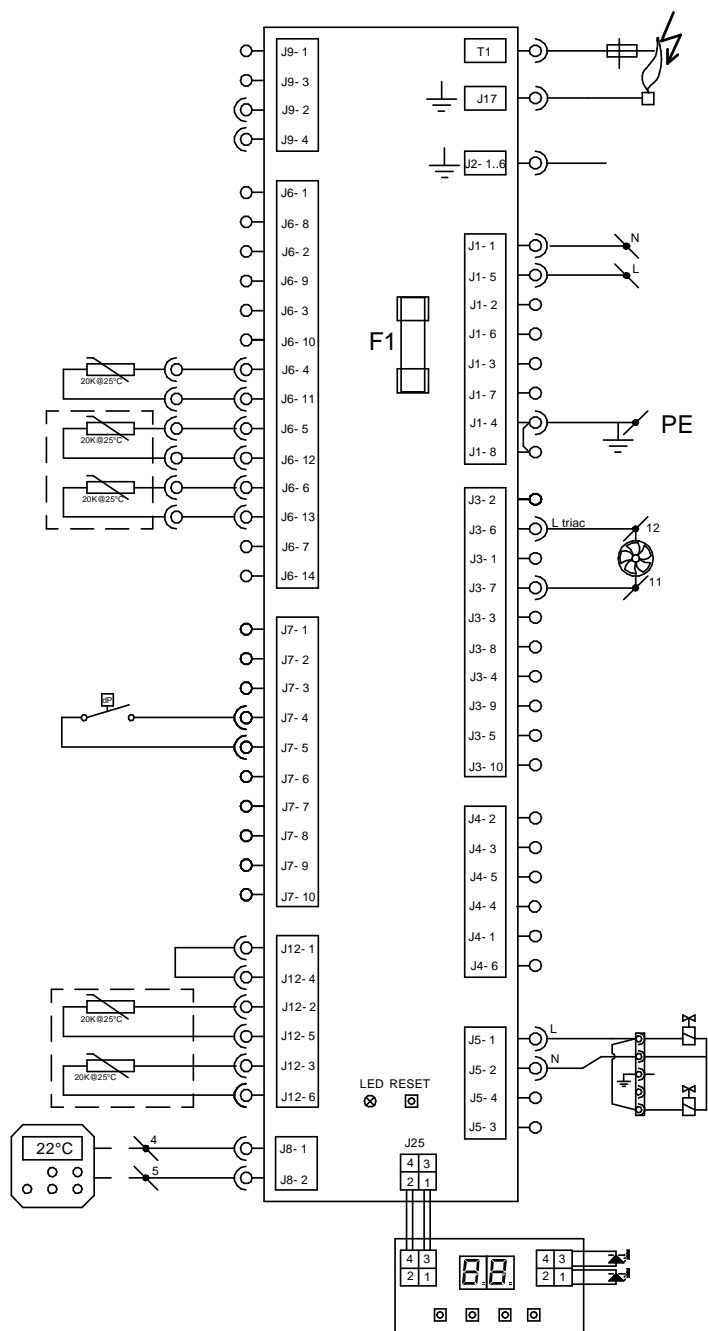 J9- 1
J9- 3
J9- 2
J9- 4
J6- 1
J6- 8
J6- 2
J6- 9
J6- 3
J6- 10
J6- 4
20K@25°C
J6- 11
J6- 5
20K@25°C
J6- 12
J6- 6
20K@25°C
J6- 13
J6- 7
J6- 14
J7- 1
J7- 2
J7- 3
dP
J7- 4
J7- 5
J7- 6
J7- 7
J7- 8
J7- 9
J7- 10
J12- 1
J12- 4
J12- 2
20K@25°C
J12- 5
J12- 3
20K@25°C
J12- 6
22°C
4
J8- 1
5
J8- 2
F1
LED RESET
T1
J17
J2- 1..6
J1- 1
N
J1- 5
L
J1- 2
J1- 6
J1- 3
J1- 7
J1- 4
PE
J1- 8
J3- 2
J3- 6
L triac
12
J3- 1
J3- 7
11
J3- 3
J3- 8
J3- 4
J3- 9
J3- 5
J3- 10
J4- 2
J4- 3
J4- 5
J4- 4
J4- 1
J4- 6
J5- 1
L
J5- 2
N
J5- 4
J5- 3
J25
4 3
2 1
4 3
2 1
8.8.
4 3
2 1